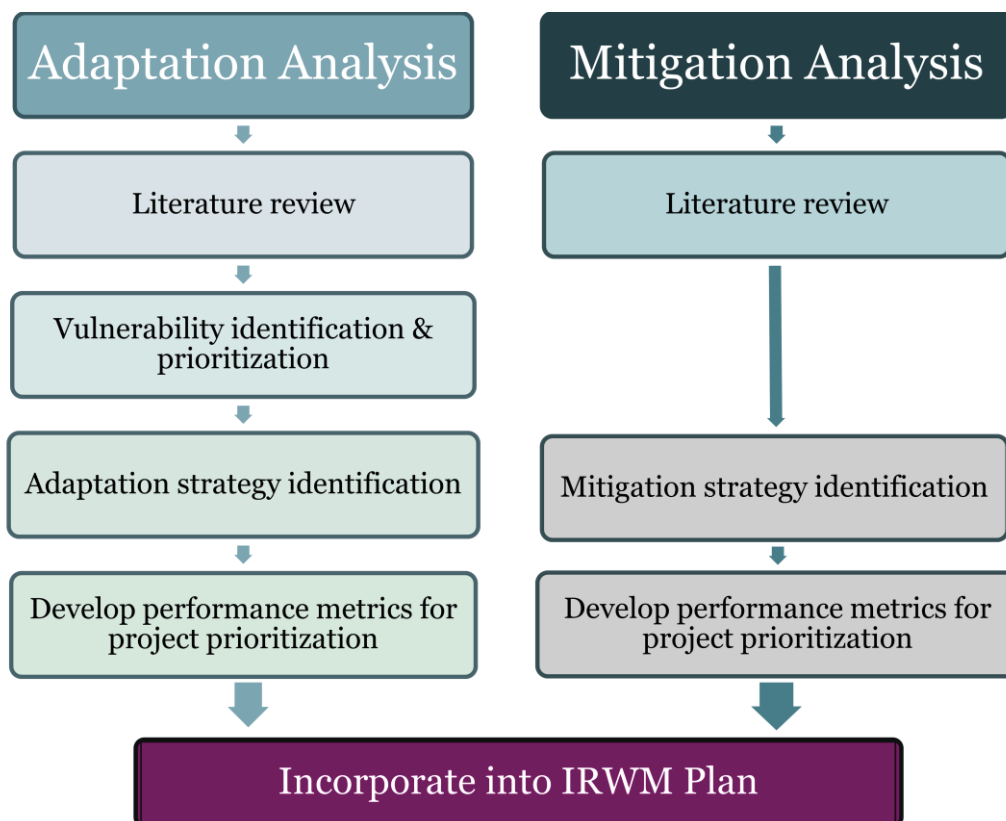 Adaptation Analysis
Literature review
Vulnerability identification &
prioritization
Adaptation strategy identification
Develop performance metrics for
project prioritization
Mitigation Analysis
Literature review
Mitigation strategy identification
Develop performance metrics for
project prioritization
Incorporate into IRWM Plan